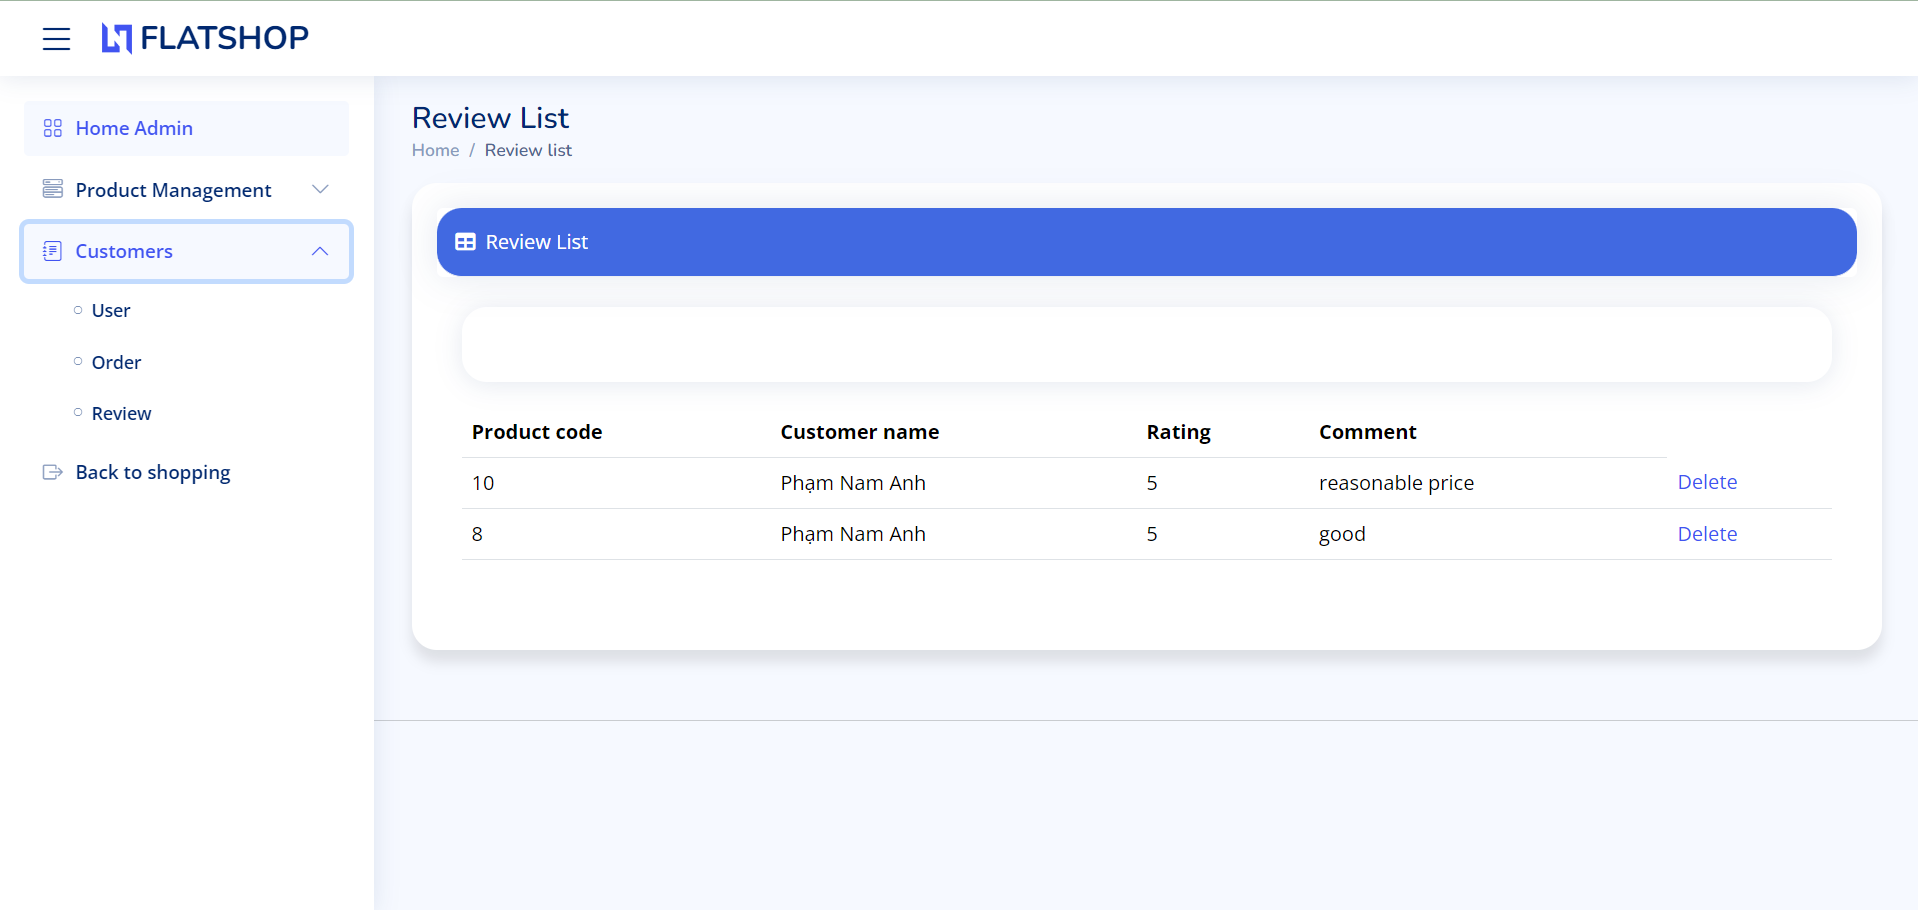 FLATSHOP
Home Admin
Product Management
Customers
User
Order
Review
Back to shopping
Review List
Home / Review list
Review List
Product code Customer name Rating Comment
10 Phạm Nam Anh 5 reasonable price Delete
8 Phạm Nam Anh 5 good Delete